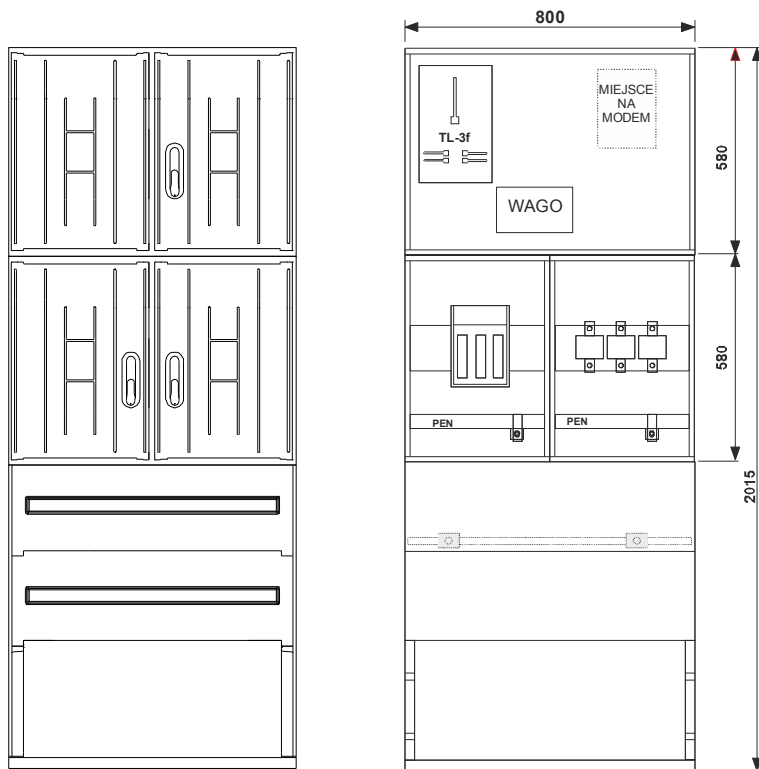 800
MIEJSCE
NA
MODEM
TL-3f
WAGO
580
580
PEN
PEN
2015